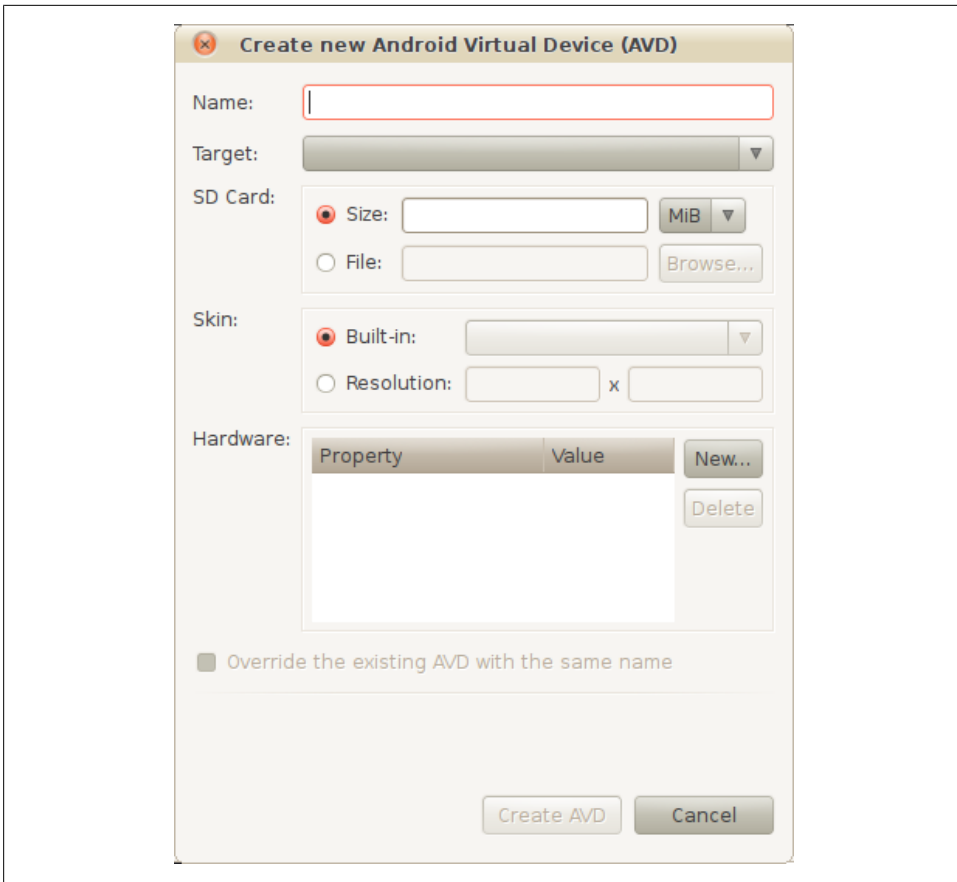 Create new Android Virtual Device (AVD)
Name:
Target:
SD Card:
Size: MiB
File: Browse...
Skin:
Built-in:
Resolution: x
Hardware:
Property Value New...
Delete
Override the existing AVD with the same name
Create AVD Cancel